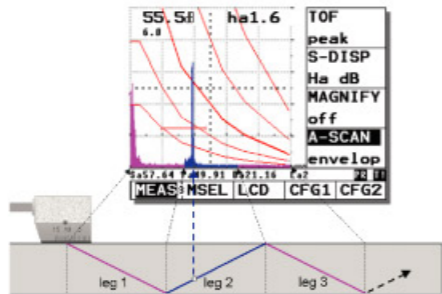 55.5dB ha1.6
6.0
TOF
peak
S-DISP
Ha dB
MAGNIFY
off
A-SCAN
envelop
MEAS MSEL LCD CFG1 CFG2
leg 1 leg 2 leg 3